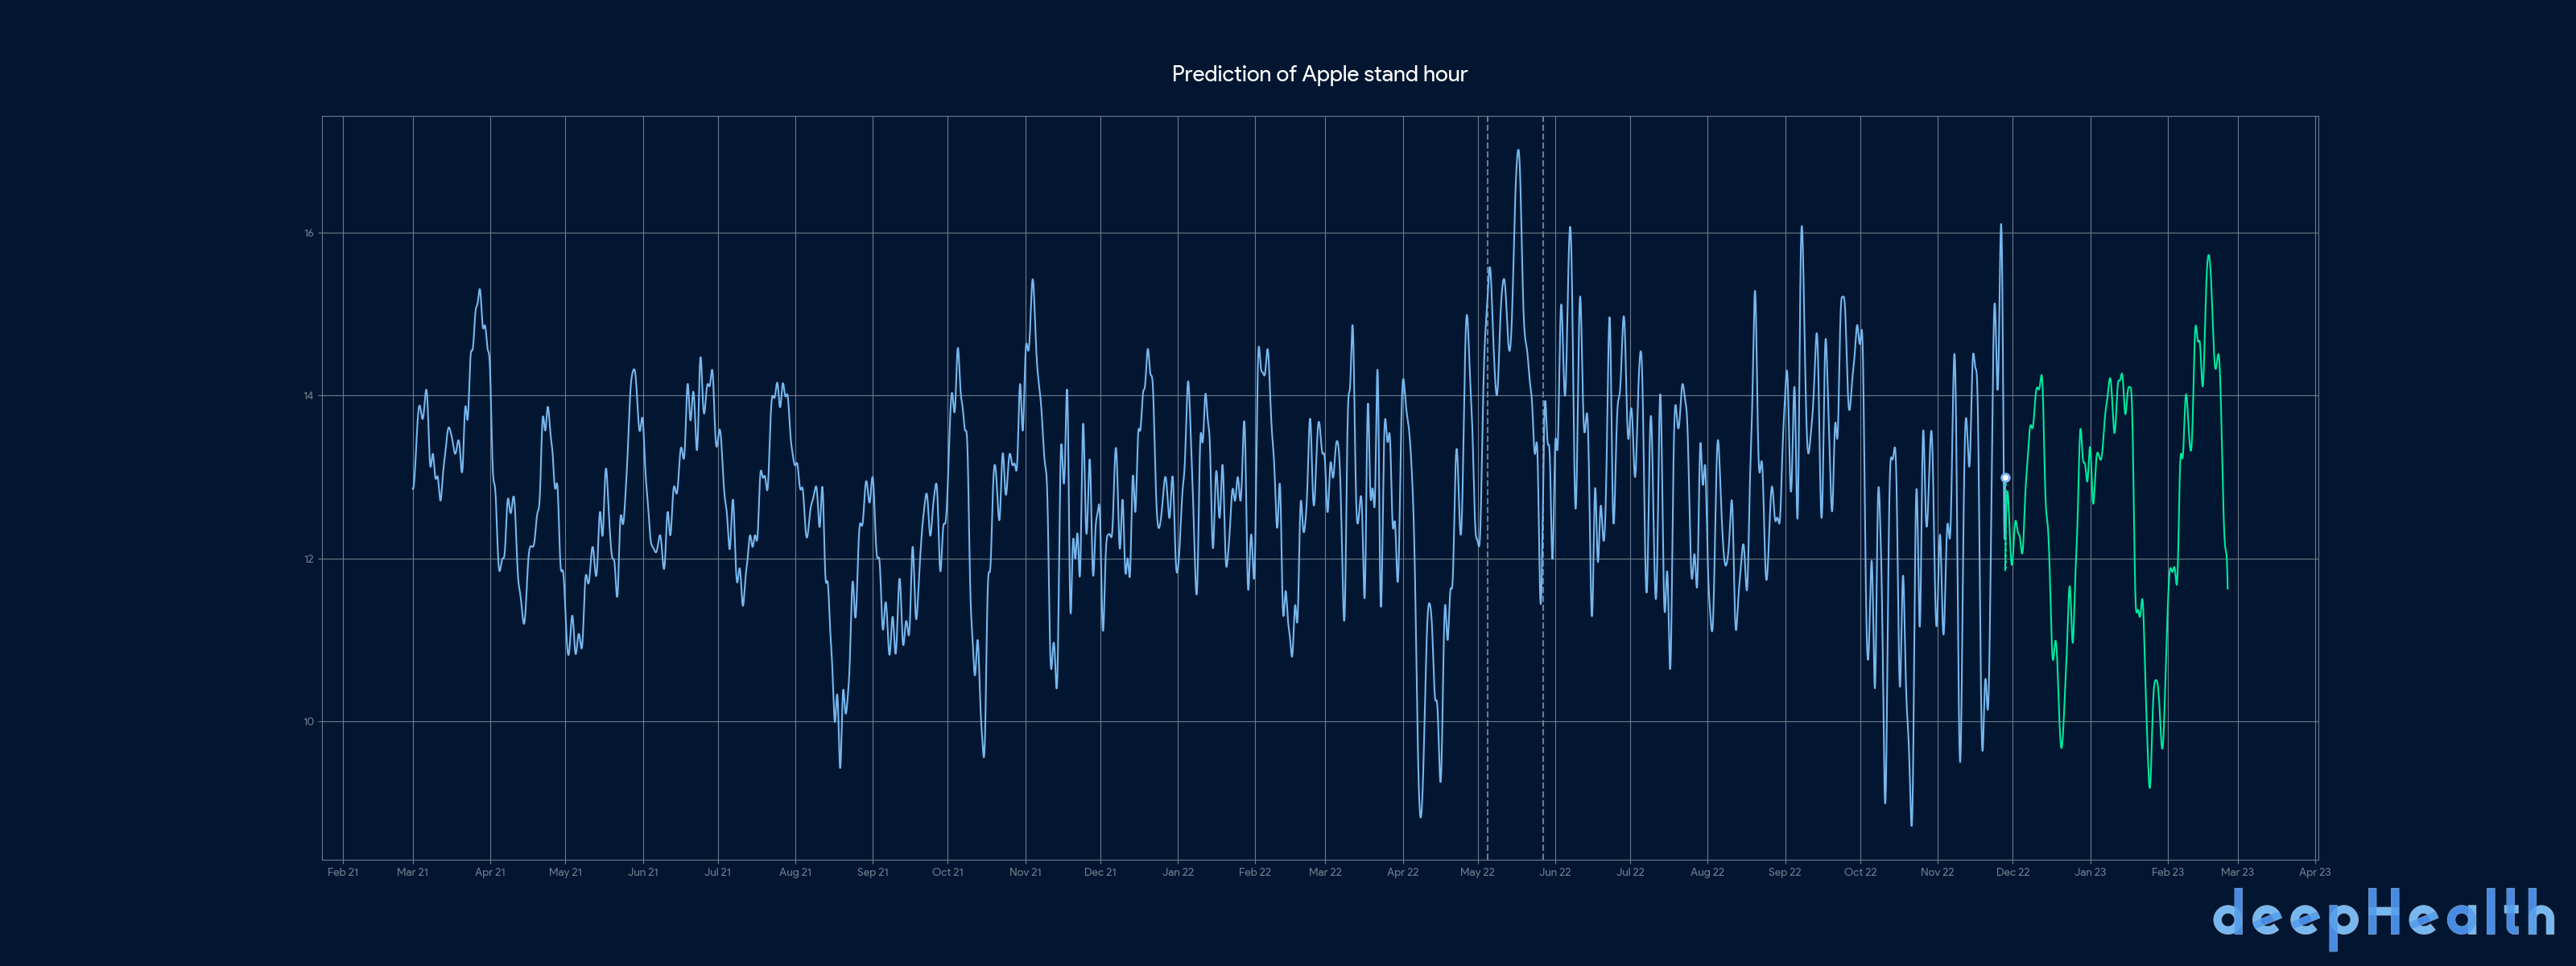 Prediction of Apple stand hour
16
14
12
10
Feb 21 Mar 21 Apr 21 May 21 Jun 21 Jul 21 Aug 21 Sep 21 Oct 21 Nov 21 Dec 21 Jan 22 Feb 22 Mar 22 Apr 22 May 22 Jun 22 Jul 22 Aug 22 Sep 22 Oct 22 Nov 22 Dec 22 Jan 23 Feb 23 Mar 23 Apr 23
deepHealth